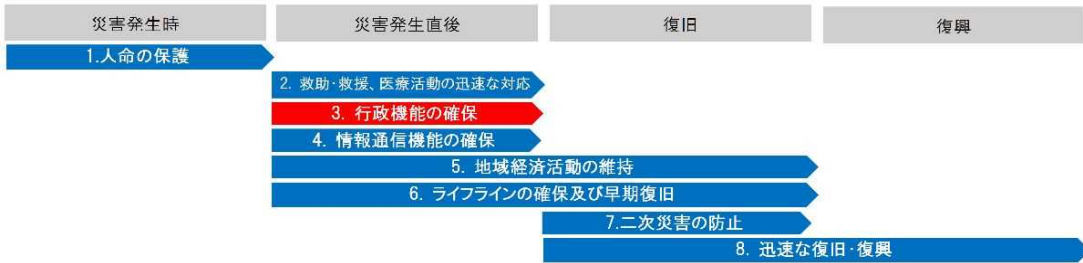 災害発生時
災害発生直後
復旧
復興
1.人命の保護
2. 救助・救援、医療活動の迅速な対応
3. 行政機能の確保
4. 情報通信機能の確保
5. 地域経済活動の維持
6. ライフラインの確保及び早期復旧
7.二次災害の防止
8. 迅速な復旧・復興